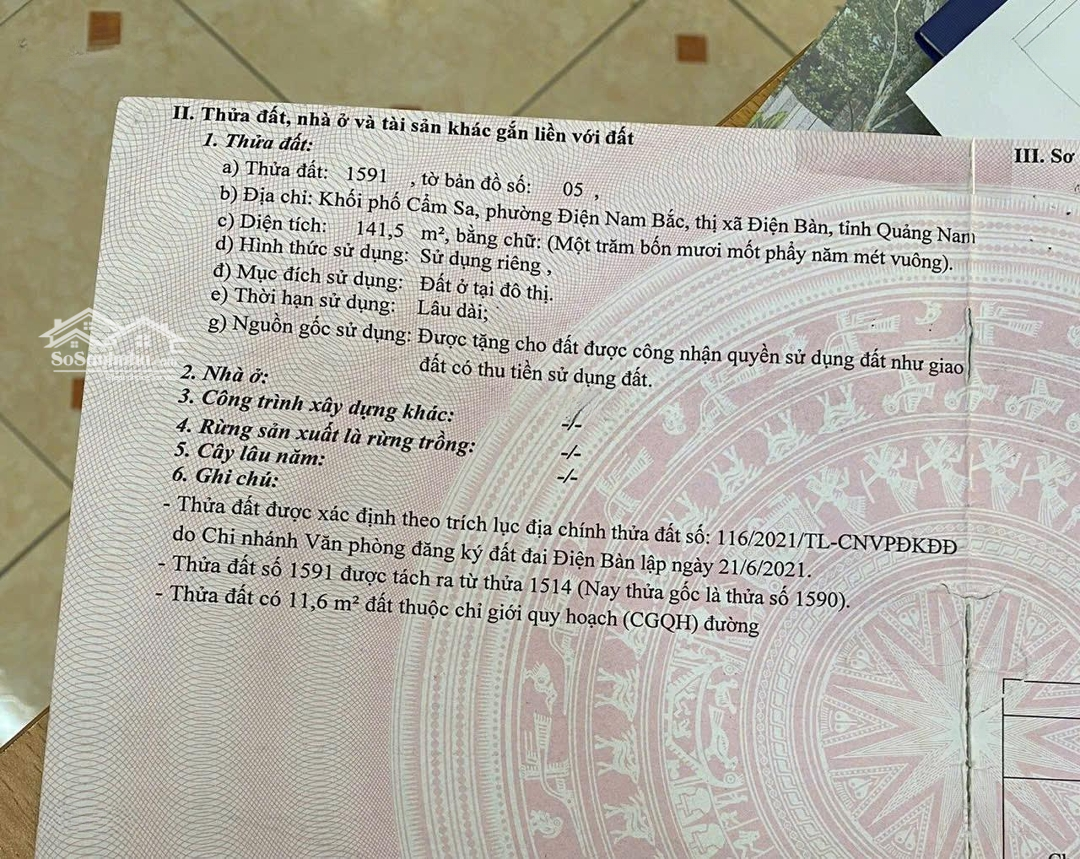 II. Thửa đất, nhà ở và tài sản khác gắn liền với đất
1. Thửa đất:
a) Thửa đất: 1591 , tờ bản đồ số: 05 ,
b) Địa chỉ: Khối phố Cẩm Sa, phường Điện Nam Bắc, thị xã Điện Bàn, tỉnh Quảng Nam
c) Diện tích: 141,5 m², bằng chữ: (Một trăm bốn mươi mốt phẩy năm mét vuông).
d) Hình thức sử dụng: Sử dụng riêng ,
đ) Mục đích sử dụng: Đất ở tại đô thị.
e) Thời hạn sử dụng: Lâu dài;
g) Nguồn gốc sử dụng: Được tặng cho đất được công nhận quyền sử dụng đất như giao
đất có thu tiền sử dụng đất.
2. Nhà ở:
3. Công trình xây dựng khác: -/-
4. Rừng sản xuất là rừng trồng: -/-
5. Cây lâu năm: -/-
6. Ghi chú:
- Thửa đất được xác định theo trích lục địa chính thửa đất số: 116/2021/TL-CNVPĐKĐĐ
do Chi nhánh Văn phòng đăng ký đất đai Điện Bàn lập ngày 21/6/2021.
- Thửa đất số 1591 được tách ra từ thửa 1514 (Nay thửa gốc là thửa số 1590).
- Thửa đất có 11,6 m² đất thuộc chỉ giới quy hoạch (CGQH) đường
III. Sơ